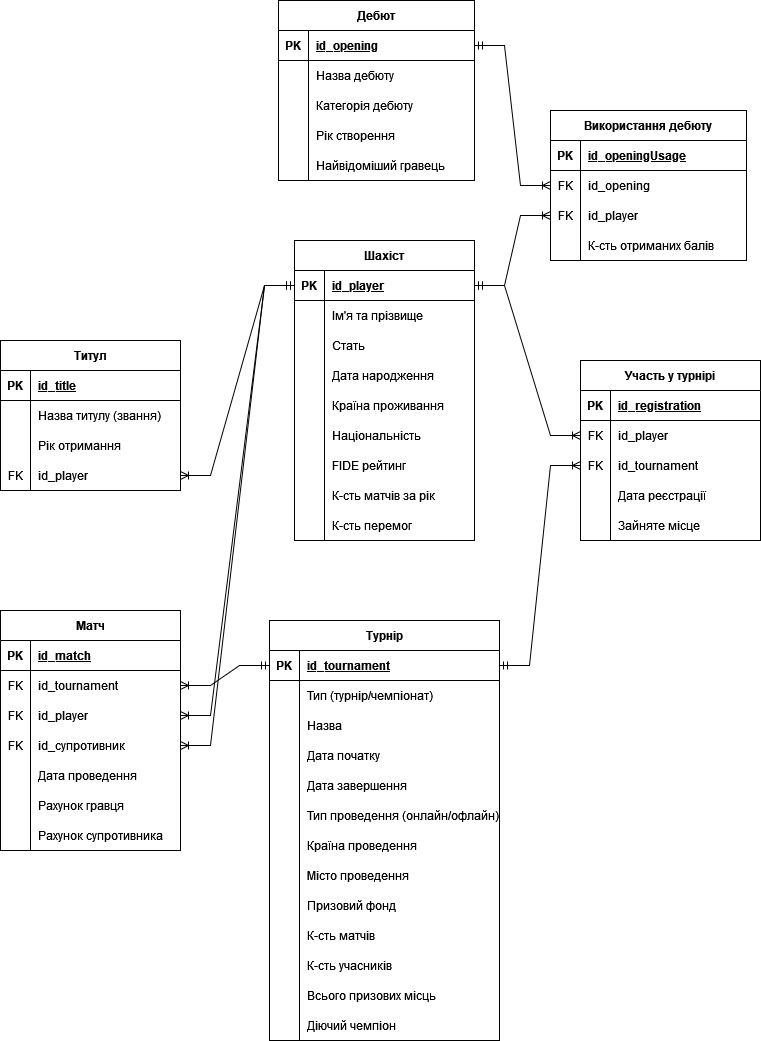 Дебют
PK id_opening
Назва дебюту
Категорія дебюту
Рік створення
Найвідоміший гравець
Використання дебюту
PK id_openingUsage
FK id_opening
FK id_player
К-сть отриманих балів
Шахіст
PK id_player
Ім'я та прізвище
Стать
Дата народження
Країна проживання
Національність
FIDE рейтинг
К-сть матчів за рік
К-сть перемог
Титул
PK id_title
Назва титулу (звання)
Рік отримання
FK id_player
Участь у турнірі
PK id_registration
FK id_player
FK id_tournament
Дата реєстрації
Зайняте місце
Матч
PK id_match
FK id_tournament
FK id_player
FK id_супротивник
Дата проведення
Рахунок гравця
Рахунок супротивника
Турнір
PK id_tournament
Тип (турнір/чемпіонат)
Назва
Дата початку
Дата завершення
Тип проведення (онлайн/офлайн)
Країна проведення
Місто проведення
Призовий фонд
К-сть матчів
К-сть учасників
Всього призових місць
Діючий чемпіон